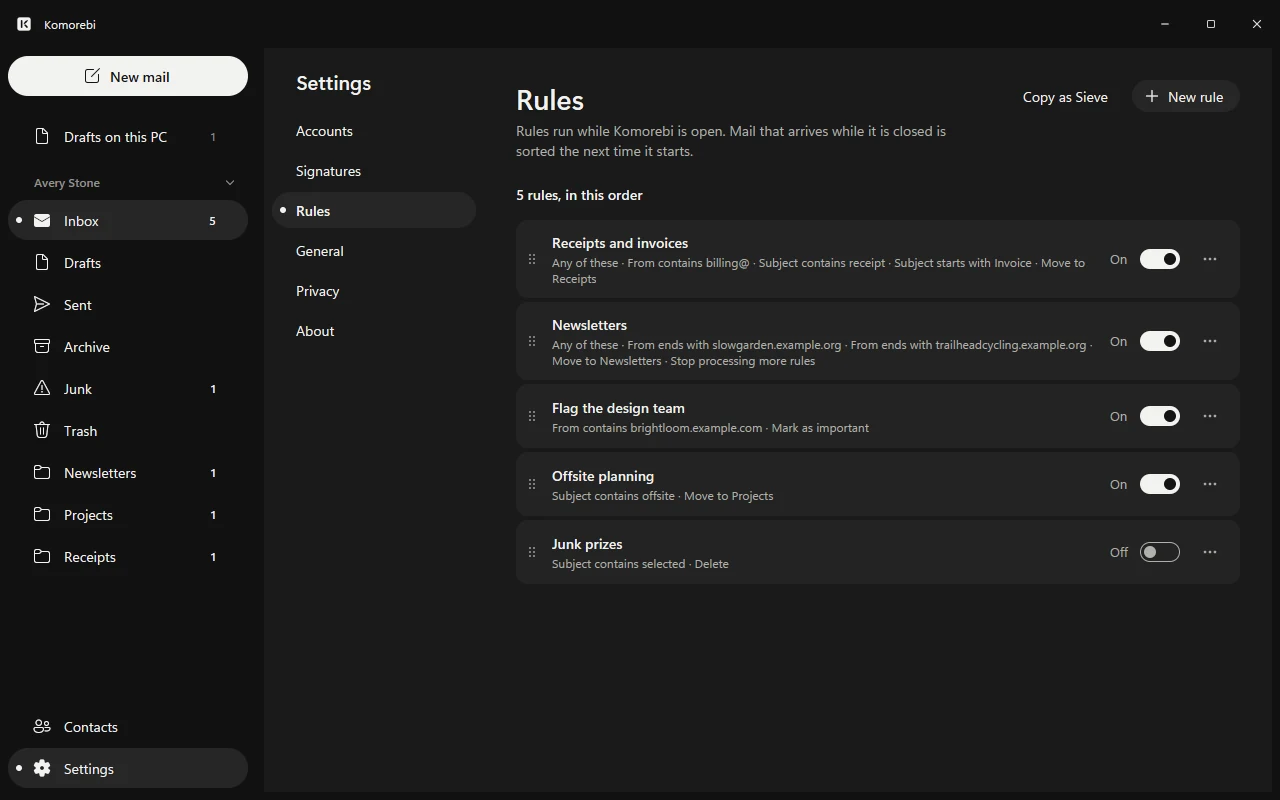 Komorebi
New mail
Drafts on this PC 1
Avery Stone
Inbox 5
Drafts
Sent
Archive
Junk 1
Trash
Newsletters 1
Projects 1
Receipts 1
Contacts
Settings
Settings
Accounts
Signatures
Rules
General
Privacy
About
Rules
Copy as Sieve
New rule
Rules run while Komorebi is open. Mail that arrives while it is closed is
sorted the next time it starts.
5 rules, in this order
Receipts and invoices
Any of these · From contains billing@ · Subject contains receipt · Subject starts with Invoice · Move to
Receipts
On
Newsletters
Any of these · From ends with slowgarden.example.org · From ends with trailheadcycling.example.org ·
Move to Newsletters · Stop processing more rules
On
Flag the design team
From contains brightloom.example.com · Mark as important
On
Offsite planning
Subject contains offsite · Move to Projects
On
Junk prizes
Subject contains selected · Delete
Off